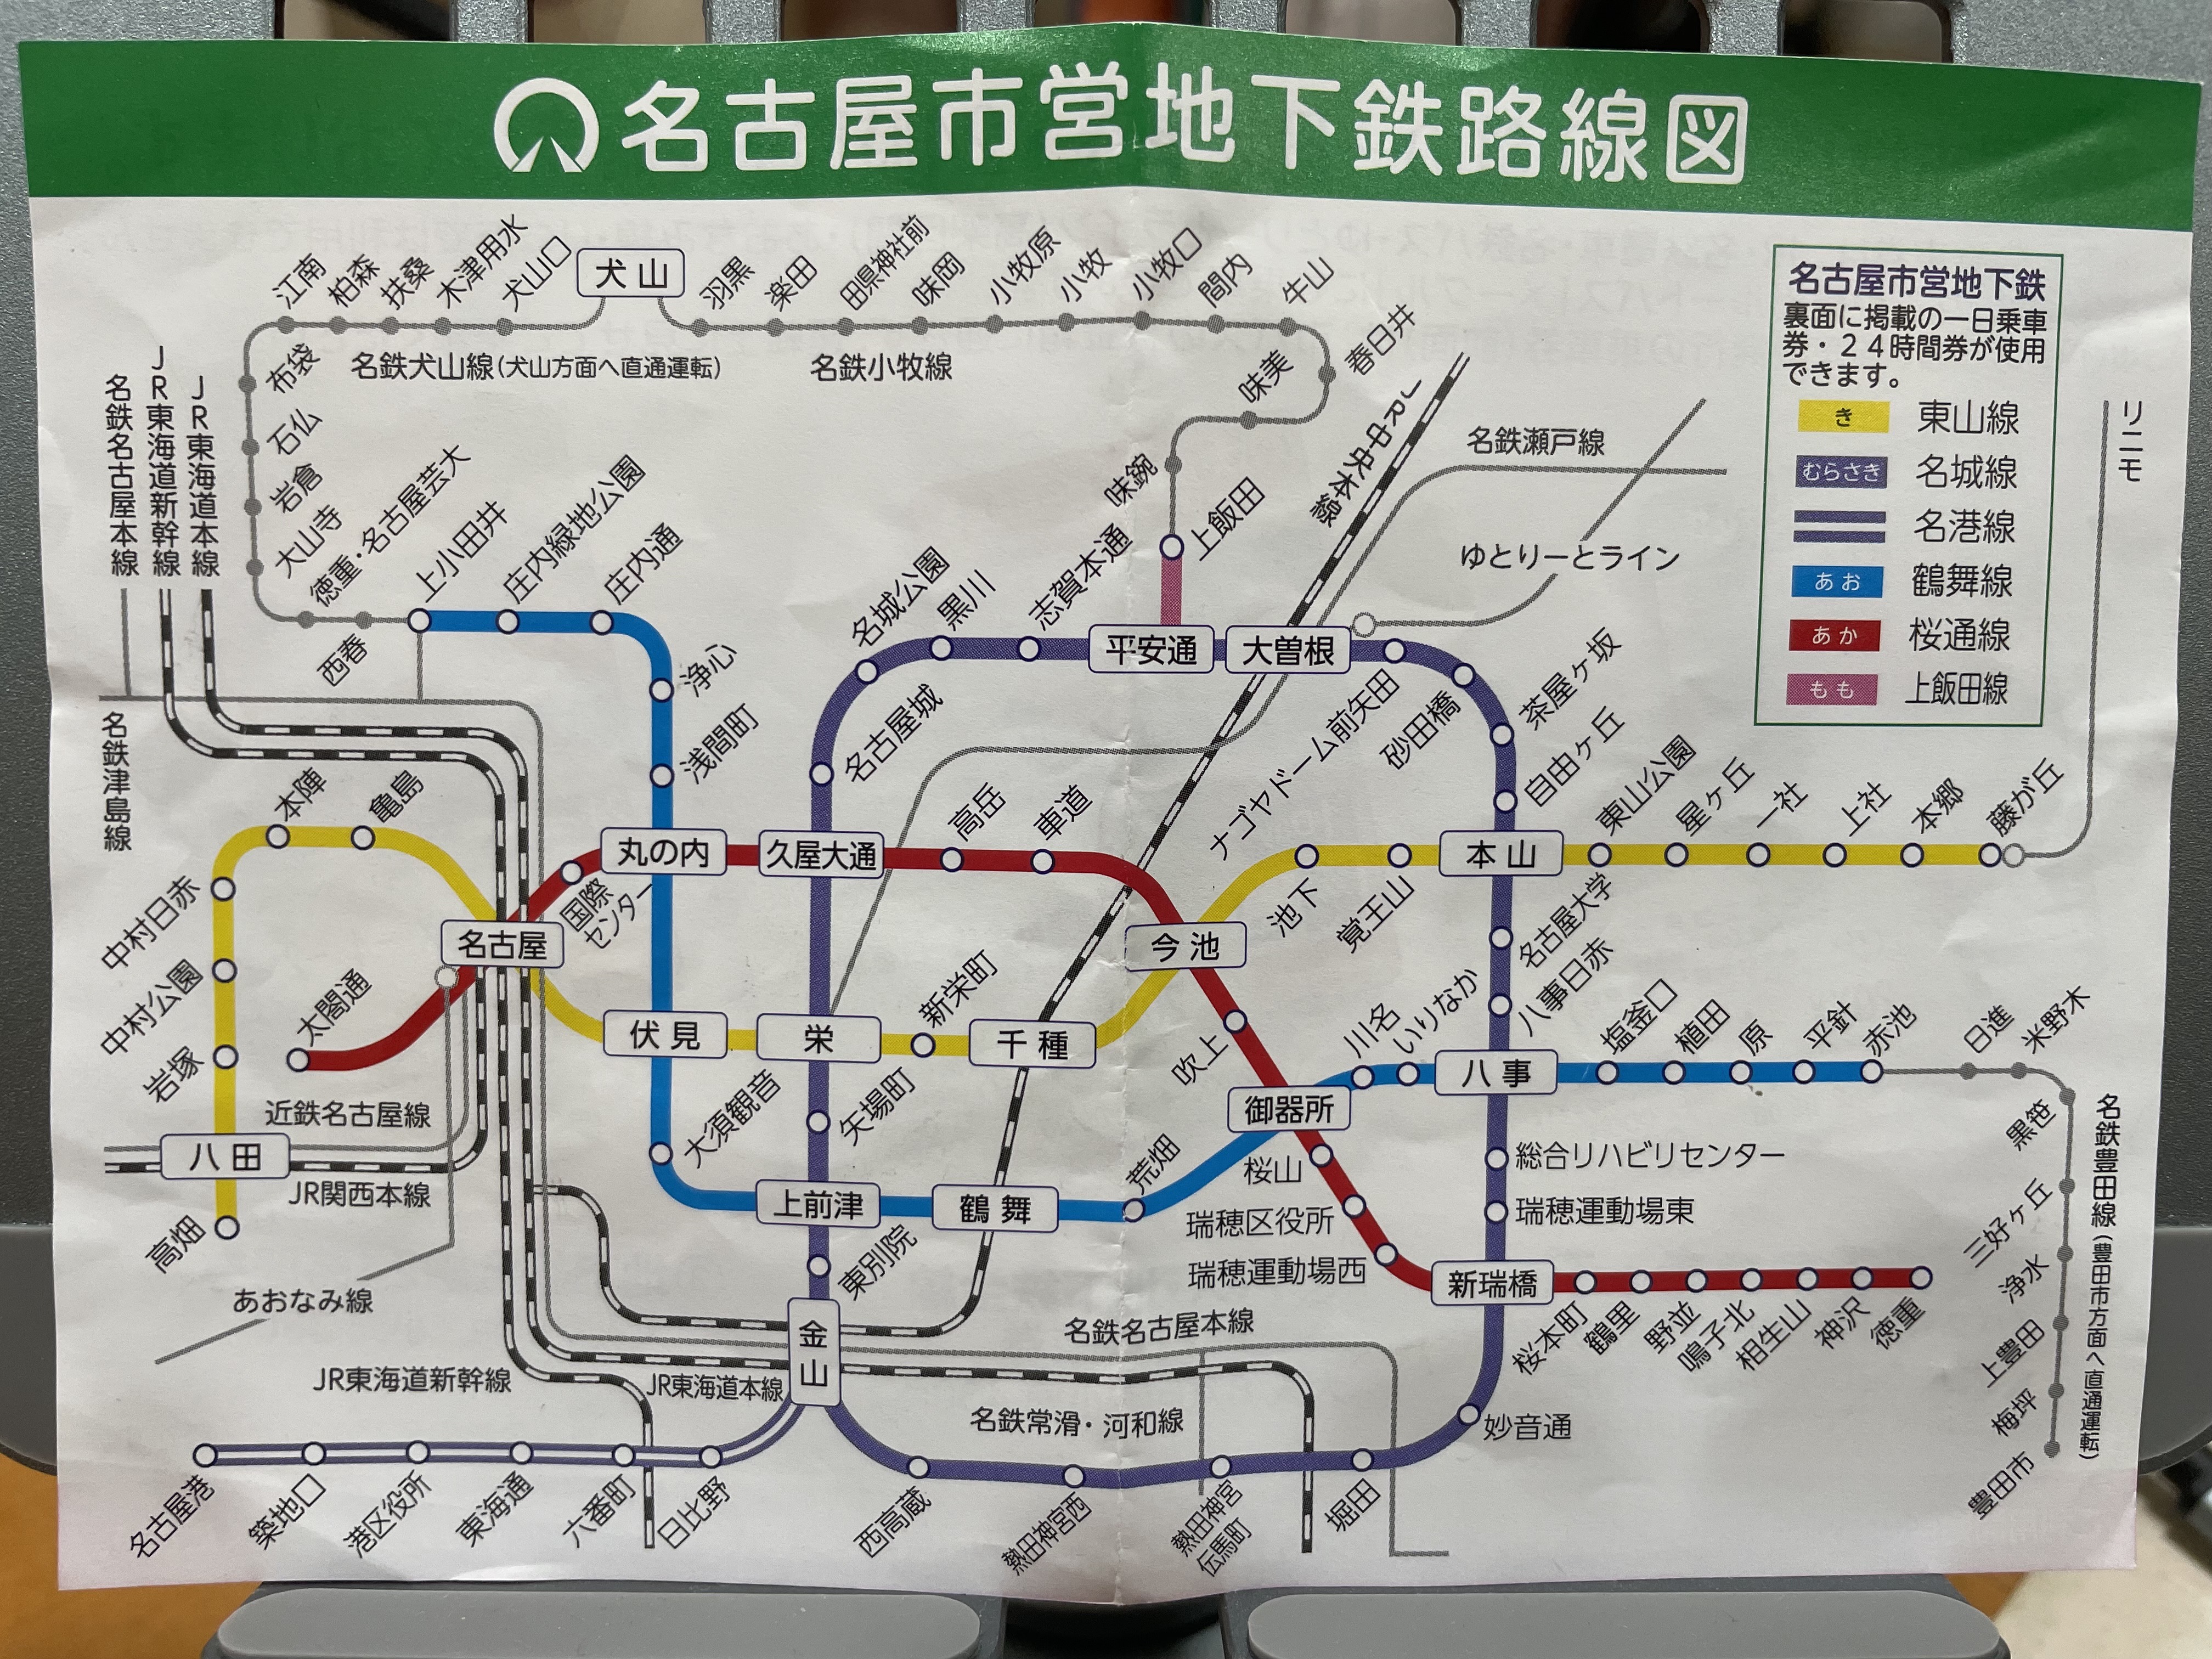 名古屋市営地下鉄路線図
名古屋市営地下鉄
裏面に掲載の一日乗車
券・24時間券が使用
できます。
き 東山線
むらさき 名城線
名港線
あお 鶴舞線
あか 桜通線
もも 上飯田線
江南
柏森
扶桑
木津用水
犬山口
犬山
羽黒
楽田
田県神社前
味岡
小牧原
小牧
小牧口
間内
牛山
春日井
味美
味鋺
上飯田
布袋
石仏
岩倉
大山寺
徳重・名古屋芸大
西春
名鉄犬山線(犬山方面へ直通運転)
名鉄小牧線
名鉄名古屋本線
JR東海道新幹線
JR東海道本線
JR中央本線
名鉄瀬戸線
ゆとりーとライン
リニモ
名鉄津島線
上小田井
庄内緑地公園
庄内通
浄心
浅間町
名城公園
黒川
志賀本通
平安通
大曽根
ナゴヤドーム前矢田
砂田橋
茶屋ヶ坂
自由ヶ丘
名古屋城
本陣
亀島
中村日赤
中村公園
岩塚
八田
高畑
太閤通
名古屋
国際
センター
丸の内
久屋大通
高岳
車道
今池
池下
覚王山
本山
東山公園
星ヶ丘
一社
上社
本郷
藤が丘
伏見
栄
新栄町
千種
名古屋大学
八事日赤
吹上
御器所
川名
いりなか
八事
塩釜口
植田
原
平針
赤池
日進
米野木
黒笹
三好ヶ丘
浄水
上豊田
梅坪
豊田市
名鉄豊田線(豊田市方面へ直通運転)
近鉄名古屋線
JR関西本線
あおなみ線
大須観音
矢場町
上前津
鶴舞
荒畑
東別院
金山
桜山
瑞穂区役所
瑞穂運動場西
総合リハビリセンター
瑞穂運動場東
新瑞橋
桜本町
鶴里
野並
鳴子北
相生山
神沢
徳重
妙音通
名鉄名古屋本線
名鉄常滑・河和線
JR東海道新幹線
JR東海道本線
名古屋港
築地口
港区役所
東海通
六番町
日比野
西高蔵
熱田神宮西
熱田神宮
伝馬町
堀田